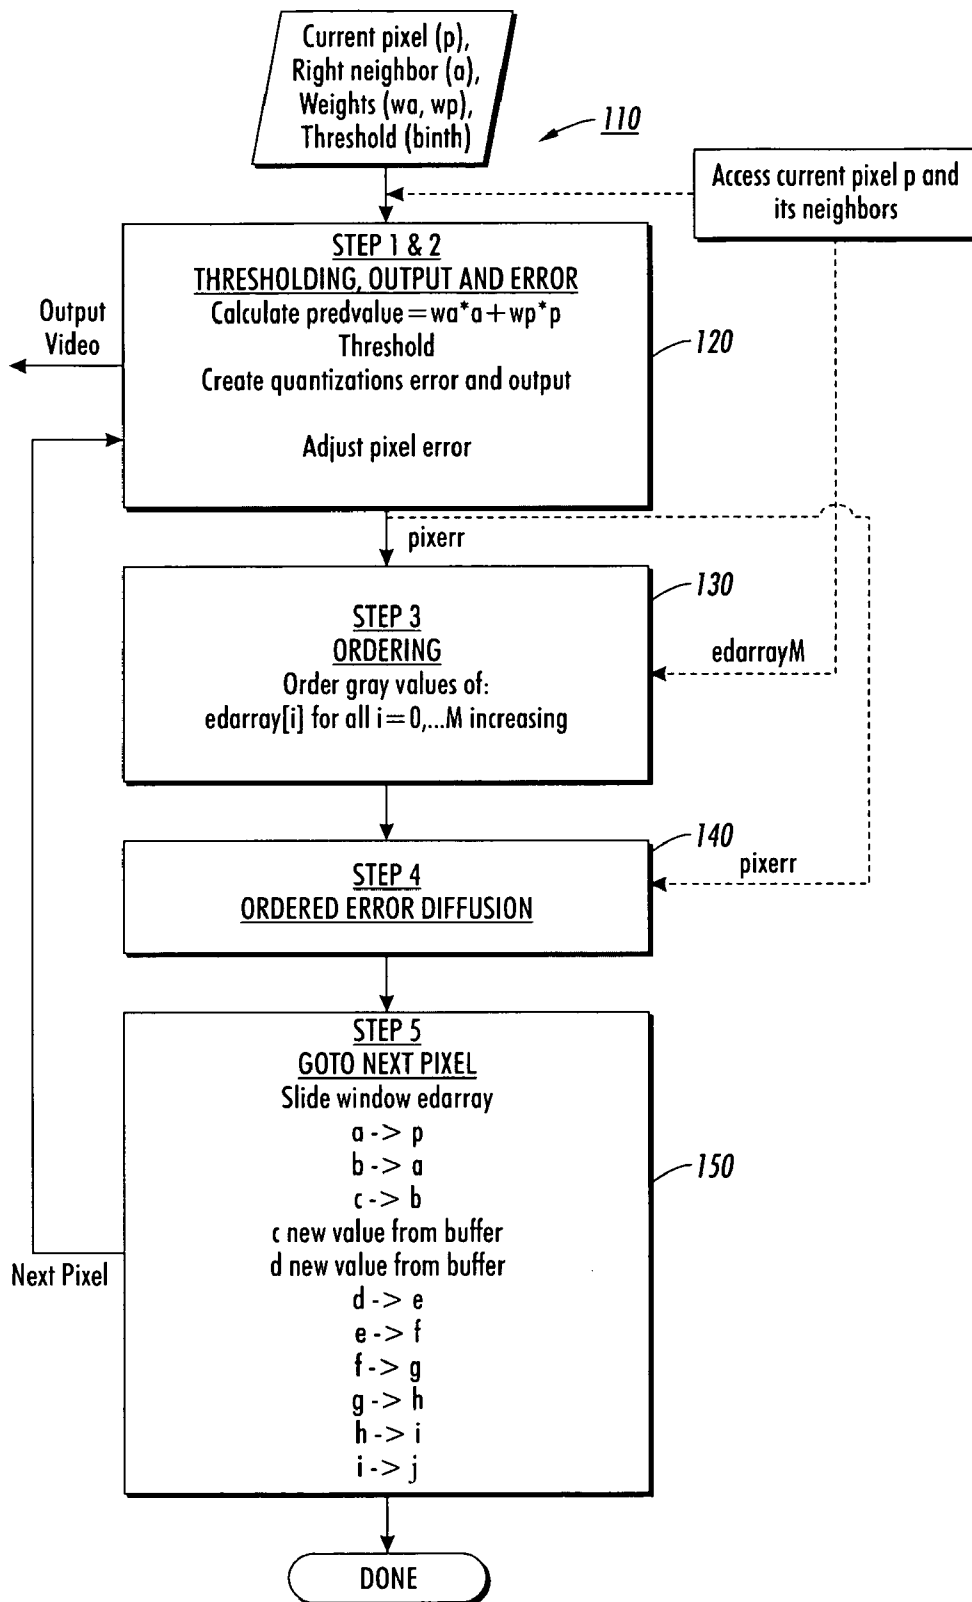 Current pixel (p),
Right neighbor (a),
Weights (wa, wp),
Threshold (binth)
110
Access current pixel p and
its neighbors
STEP 1 & 2
THRESHOLDING, OUTPUT AND ERROR
Calculate predvalue=wa*a+wp*p
Threshold
Create quantizations error and output
Adjust pixel error
Output
Video
120
pixerr
130
STEP 3
ORDERING
Order gray values of:
edarray[i] for all i=0,...M increasing
edarrayM
140
STEP 4
ORDERED ERROR DIFFUSION
pixerr
STEP 5
GOTO NEXT PIXEL
Slide window edarray
a -> p
b -> a
c -> b
c new value from buffer
d new value from buffer
d -> e
e -> f
f -> g
g -> h
h -> i
i -> j
150
Next Pixel
DONE